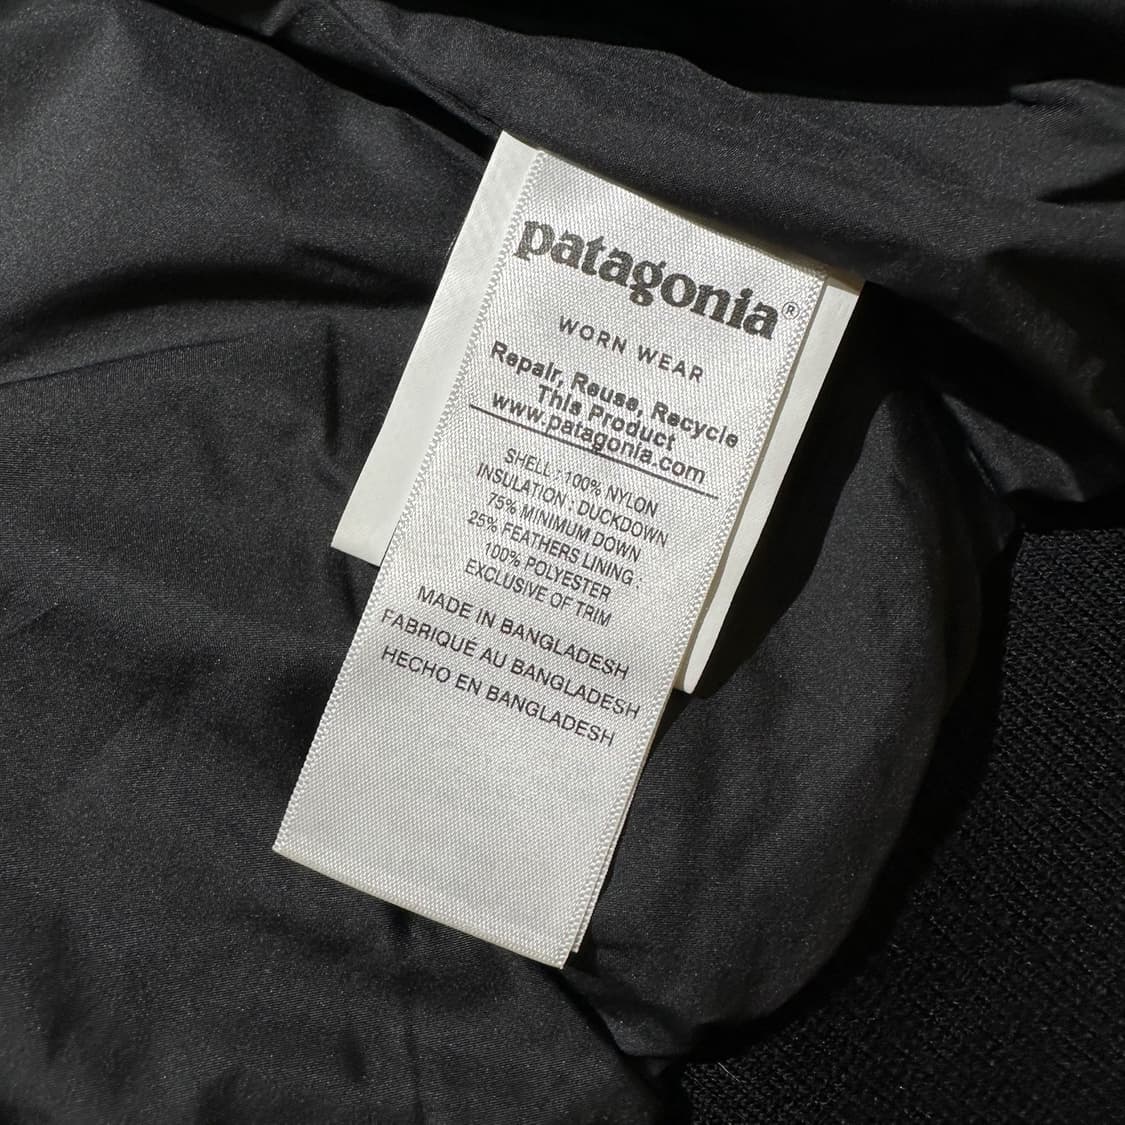 patagonia®
WORN WEAR
Repair, Reuse, Recycle
This Product
www.patagonia.com
SHELL : 100% NYLON
INSULATION : DUCKDOWN
75% MINIMUM DOWN
25% FEATHERS LINING :
100% POLYESTER
EXCLUSIVE OF TRIM
MADE IN BANGLADESH
FABRIQUÉ AU BANGLADESH
HECHO EN BANGLADESH